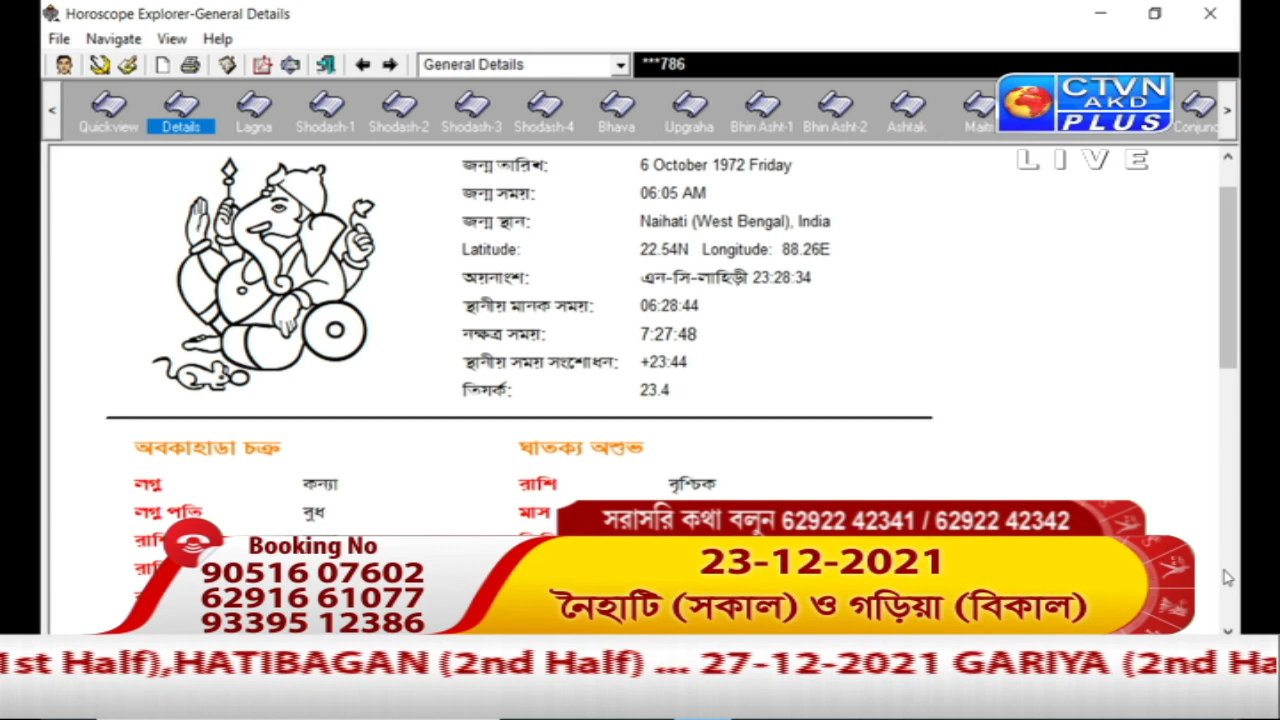 Horoscope Explorer-General Details
File Navigate View Help
General Details
***786
Quickview Details Lagna Shodash-1 Shodash-2 Shodash-3 Shodash-4 Bhava Upgraha Bhin Asht-1 Bhin Asht-2 Ashtak
CTVN
AKD
PLUS
LIVE
জন্ম তারিখ: 6 October 1972 Friday
জন্ম সময়: 06:05 AM
জন্ম স্থান: Naihati (West Bengal), India
Latitude: 22.54N Longitude: 88.26E
অয়নাংশ: এন-সি-লাহিড়ী 23:28:34
স্থানীয় মানক সময়: 06:28:44
নক্ষত্র সময়: 7:27:48
স্থানীয় সময় সংশোধন: +23:44
তির্যক: 23.4
অবকাহাডা চক্র ঘাতক্য অশুভ
লগ্ন কন্যা রাশি বৃশ্চিক
লগ্ন পতি বুধ মাস
সরাসরি কথা বলুন 62922 42341 / 62922 42342
Booking No
90516 07602
62916 61077
93395 12386
23-12-2021
নৈহাটি (সকাল) ও গড়িয়া (বিকাল)
1st Half),HATIBAGAN (2nd Half) ... 27-12-2021 GARIYA (2nd Ha